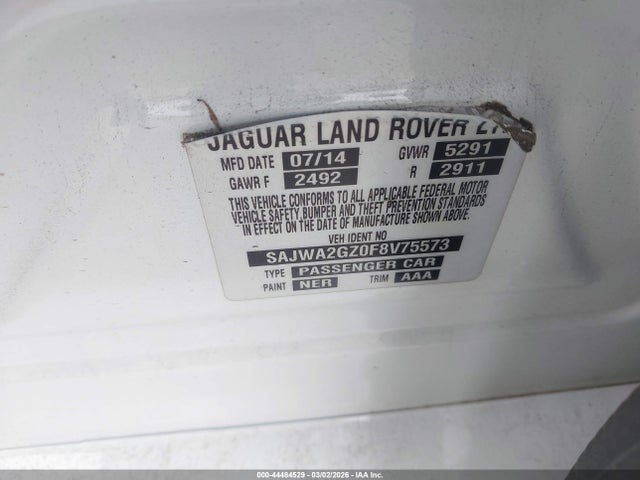 JAGUAR LAND ROVER
MFD DATE 07/14 GVWR 5291
GAWR F 2492 R 2911
THIS VEHICLE CONFORMS TO ALL APPLICABLE FEDERAL MOTOR
VEHICLE SAFETY, BUMPER AND THEFT PREVENTION STANDARDS
IN EFFECT ON THE DATE OF MANUFACTURE SHOWN ABOVE.
VEH IDENT NO
SAJWA2GZ0F8V75573
TYPE PASSENGER CAR
PAINT NER TRIM AAA
000-44484529 - 03/02/2026 - IAA Inc.